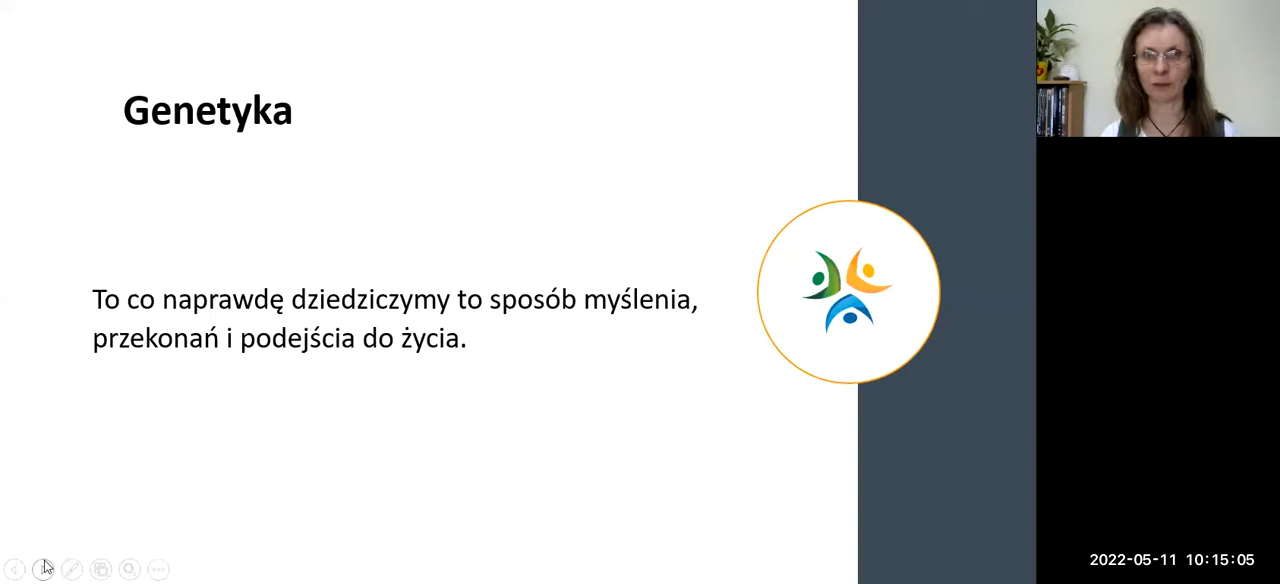 Genetyka
To co naprawdę dziedziczymy to sposób myślenia,
przekonań i podejścia do życia.
2022-05-11 10:15:05